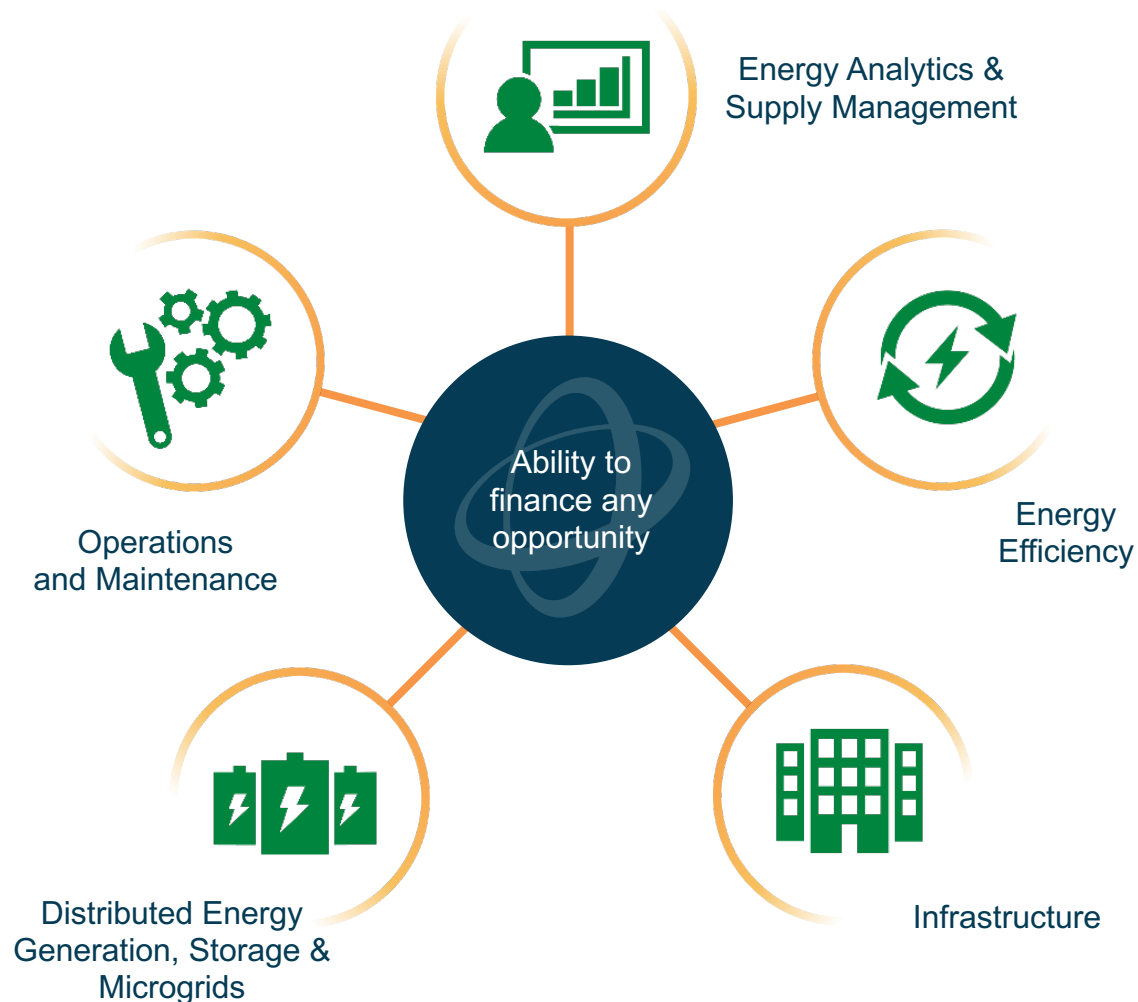 Energy Analytics &
Supply Management
Ability to
finance any
opportunity
Operations
and Maintenance
Energy
Efficiency
Distributed Energy
Generation, Storage &
Microgrids
Infrastructure